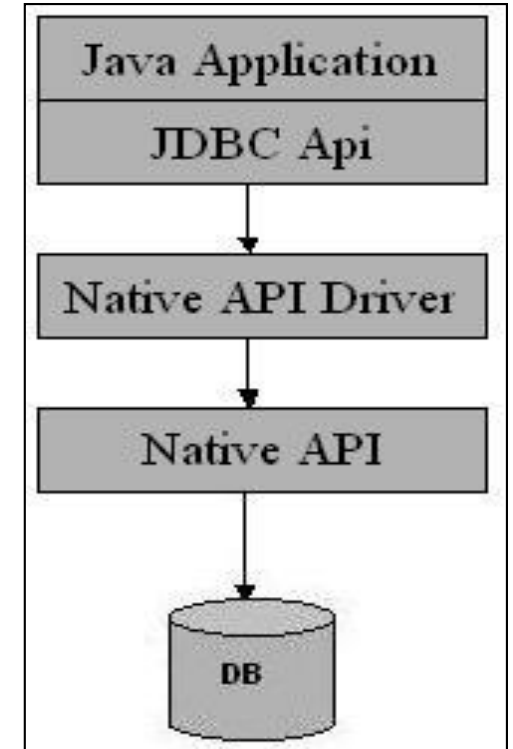 Java Application
JDBC Api
Native API Driver
Native API
DB